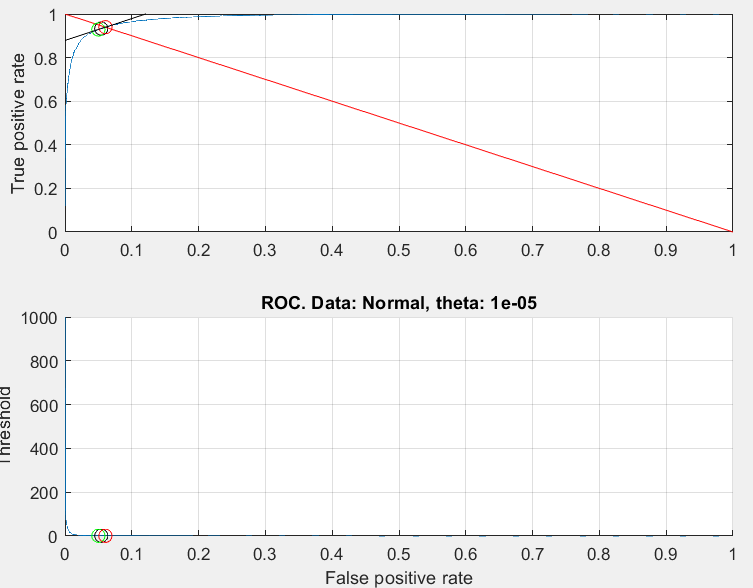 1
0.8
0.6
0.4
0.2
0
True positive rate
0 0.1 0.2 0.3 0.4 0.5 0.6 0.7 0.8 0.9 1
ROC. Data: Normal, theta: 1e-05
1000
800
600
400
200
0
Threshold
0 0.1 0.2 0.3 0.4 0.5 0.6 0.7 0.8 0.9 1
False positive rate